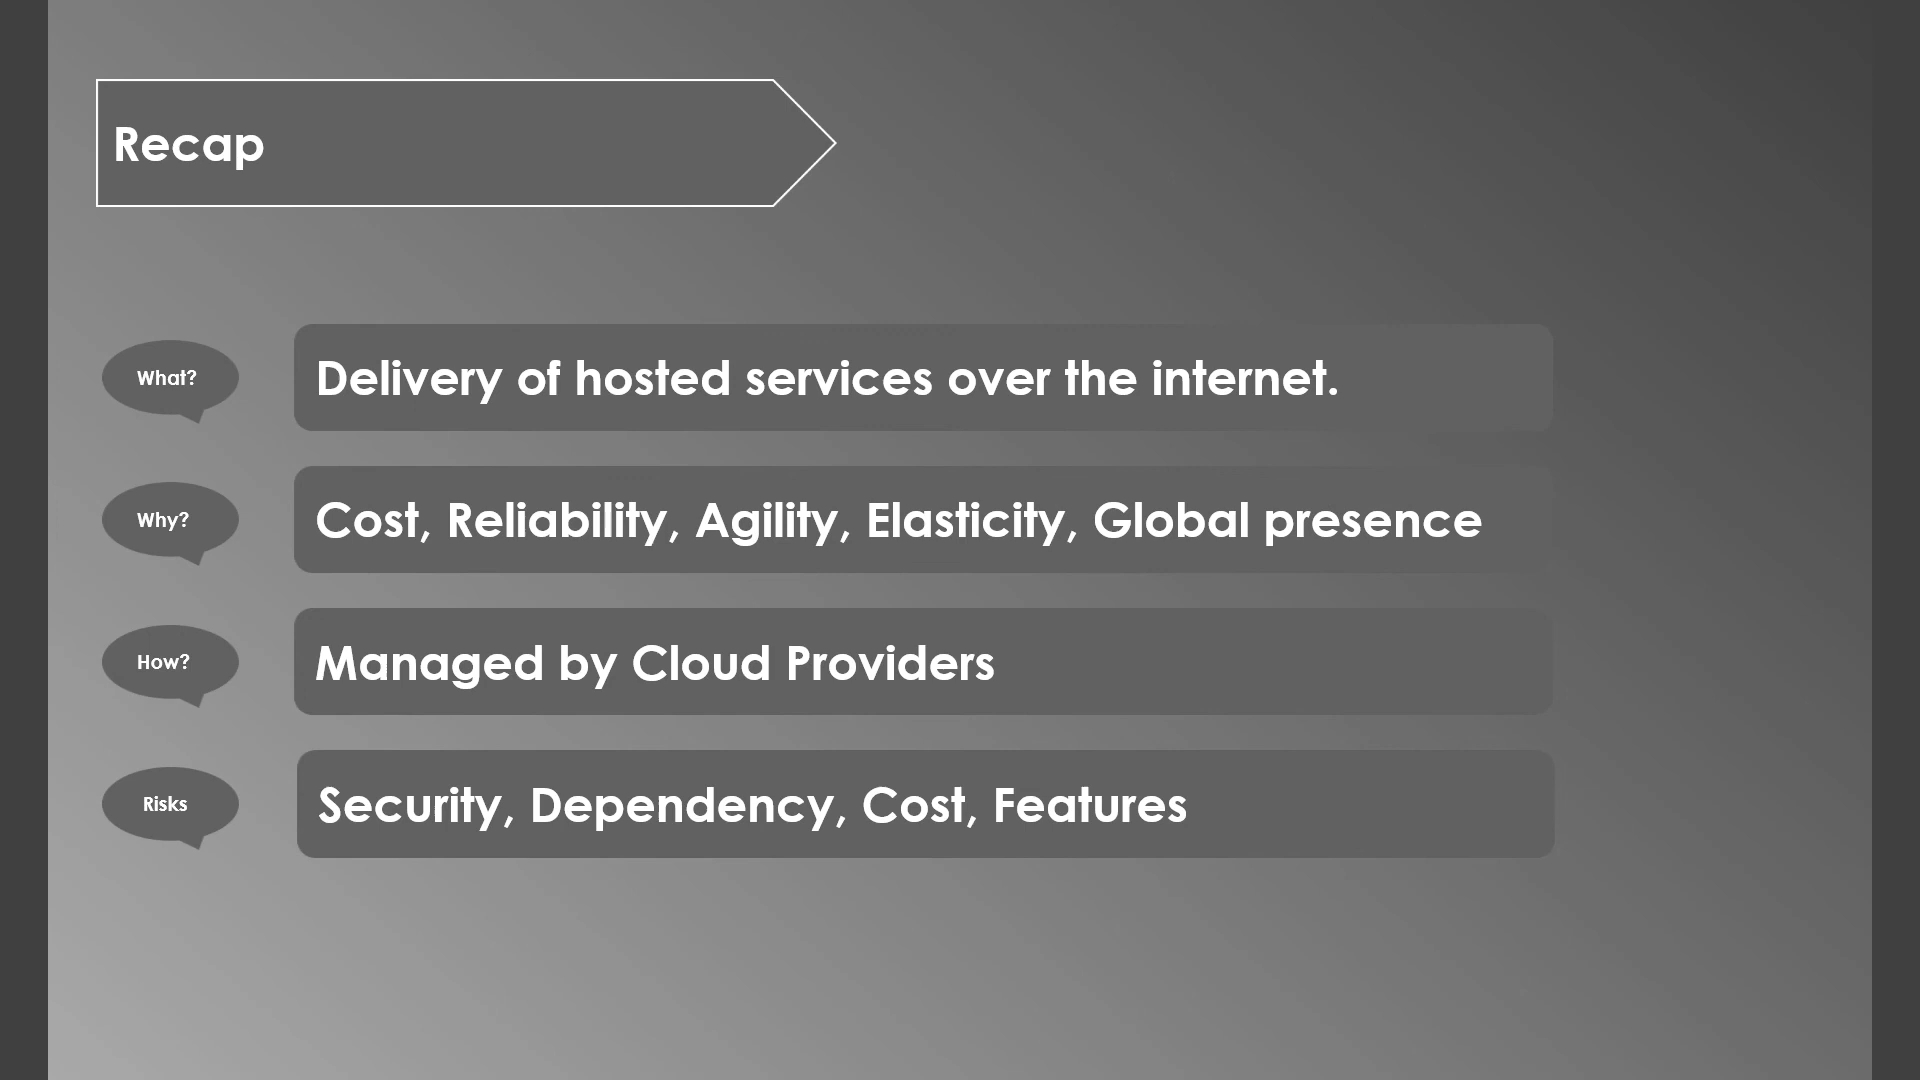 Recap
What?
Delivery of hosted services over the internet.
Why?
Cost, Reliability, Agility, Elasticity, Global presence
How?
Managed by Cloud Providers
Risks
Security, Dependency, Cost, Features